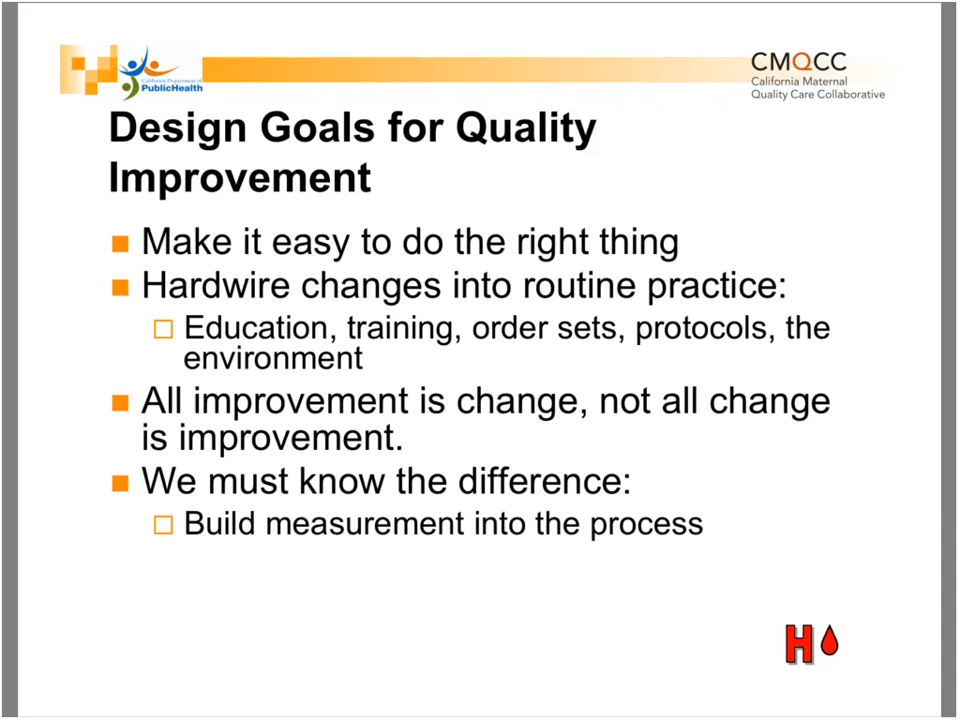 California Department of
PublicHealth
CMQCC
California Maternal
Quality Care Collaborative
Design Goals for Quality
Improvement
Make it easy to do the right thing
Hardwire changes into routine practice:
Education, training, order sets, protocols, the
environment
All improvement is change, not all change
is improvement.
We must know the difference:
Build measurement into the process
H